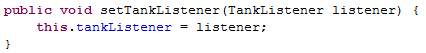 public void setTankListener(TankListener listener) {
    this.tankListener = listener;
}